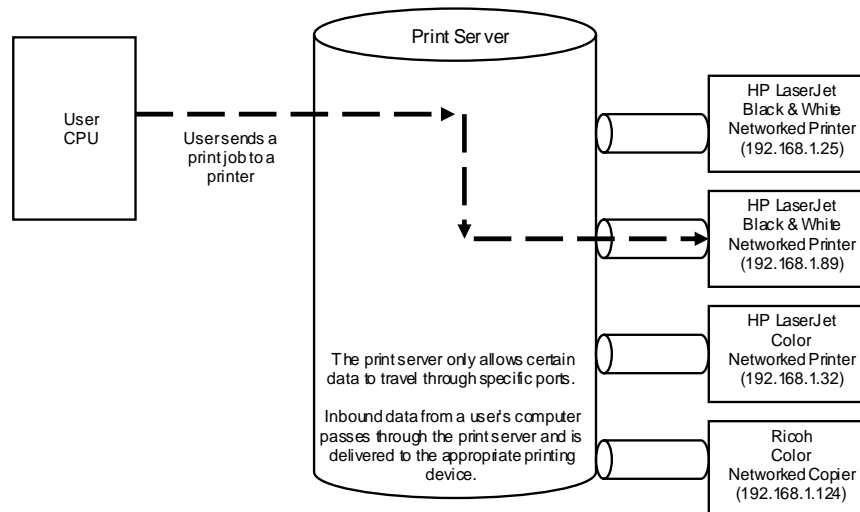 Print Server
User
CPU
User sends a
print job to a
printer
HP LaserJet
Black & White
Networked Printer
(192.168.1.25)
HP LaserJet
Black & White
Networked Printer
(192.168.1.89)
HP LaserJet
Color
Networked Printer
(192.168.1.32)
The print server only allows certain
data to travel through specific ports.
Inbound data from a user's computer
passes through the print server and is
delivered to the appropriate printing
device.
Ricoh
Color
Networked Copier
(192.168.1.124)